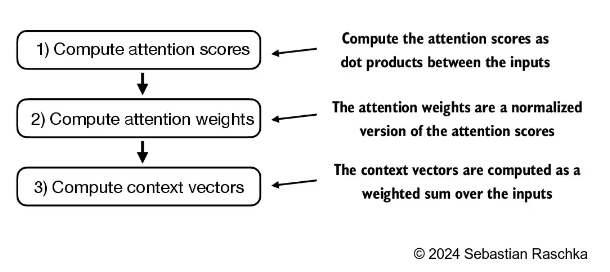 1) Compute attention scores
Compute the attention scores as
dot products between the inputs
2) Compute attention weights
The attention weights are a normalized
version of the attention scores
3) Compute context vectors
The context vectors are computed as a
weighted sum over the inputs
© 2024 Sebastian Raschka